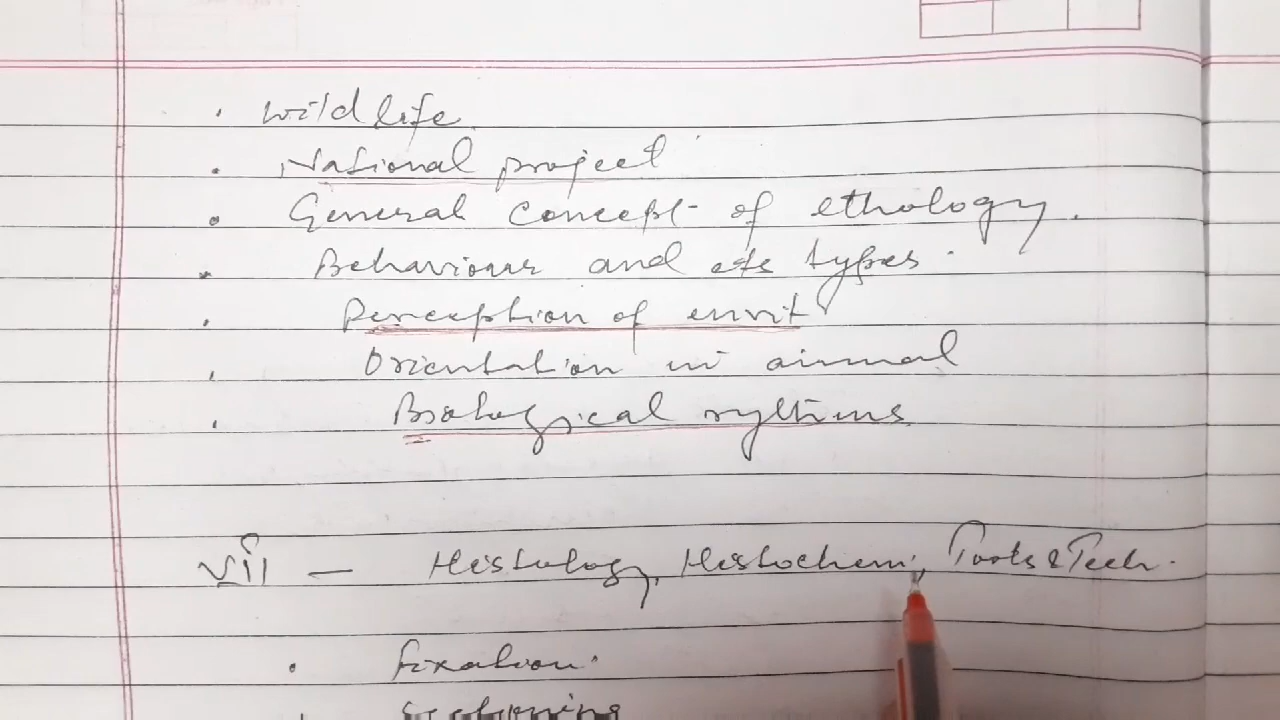 . Wildlife
. National project
. General concept of ethology.
. Behaviour and its types.
. Perception of envit
. Orientation in animal
. Biological rythms
VII — Histology, Histochem, Tools & Tech.
. fixation.